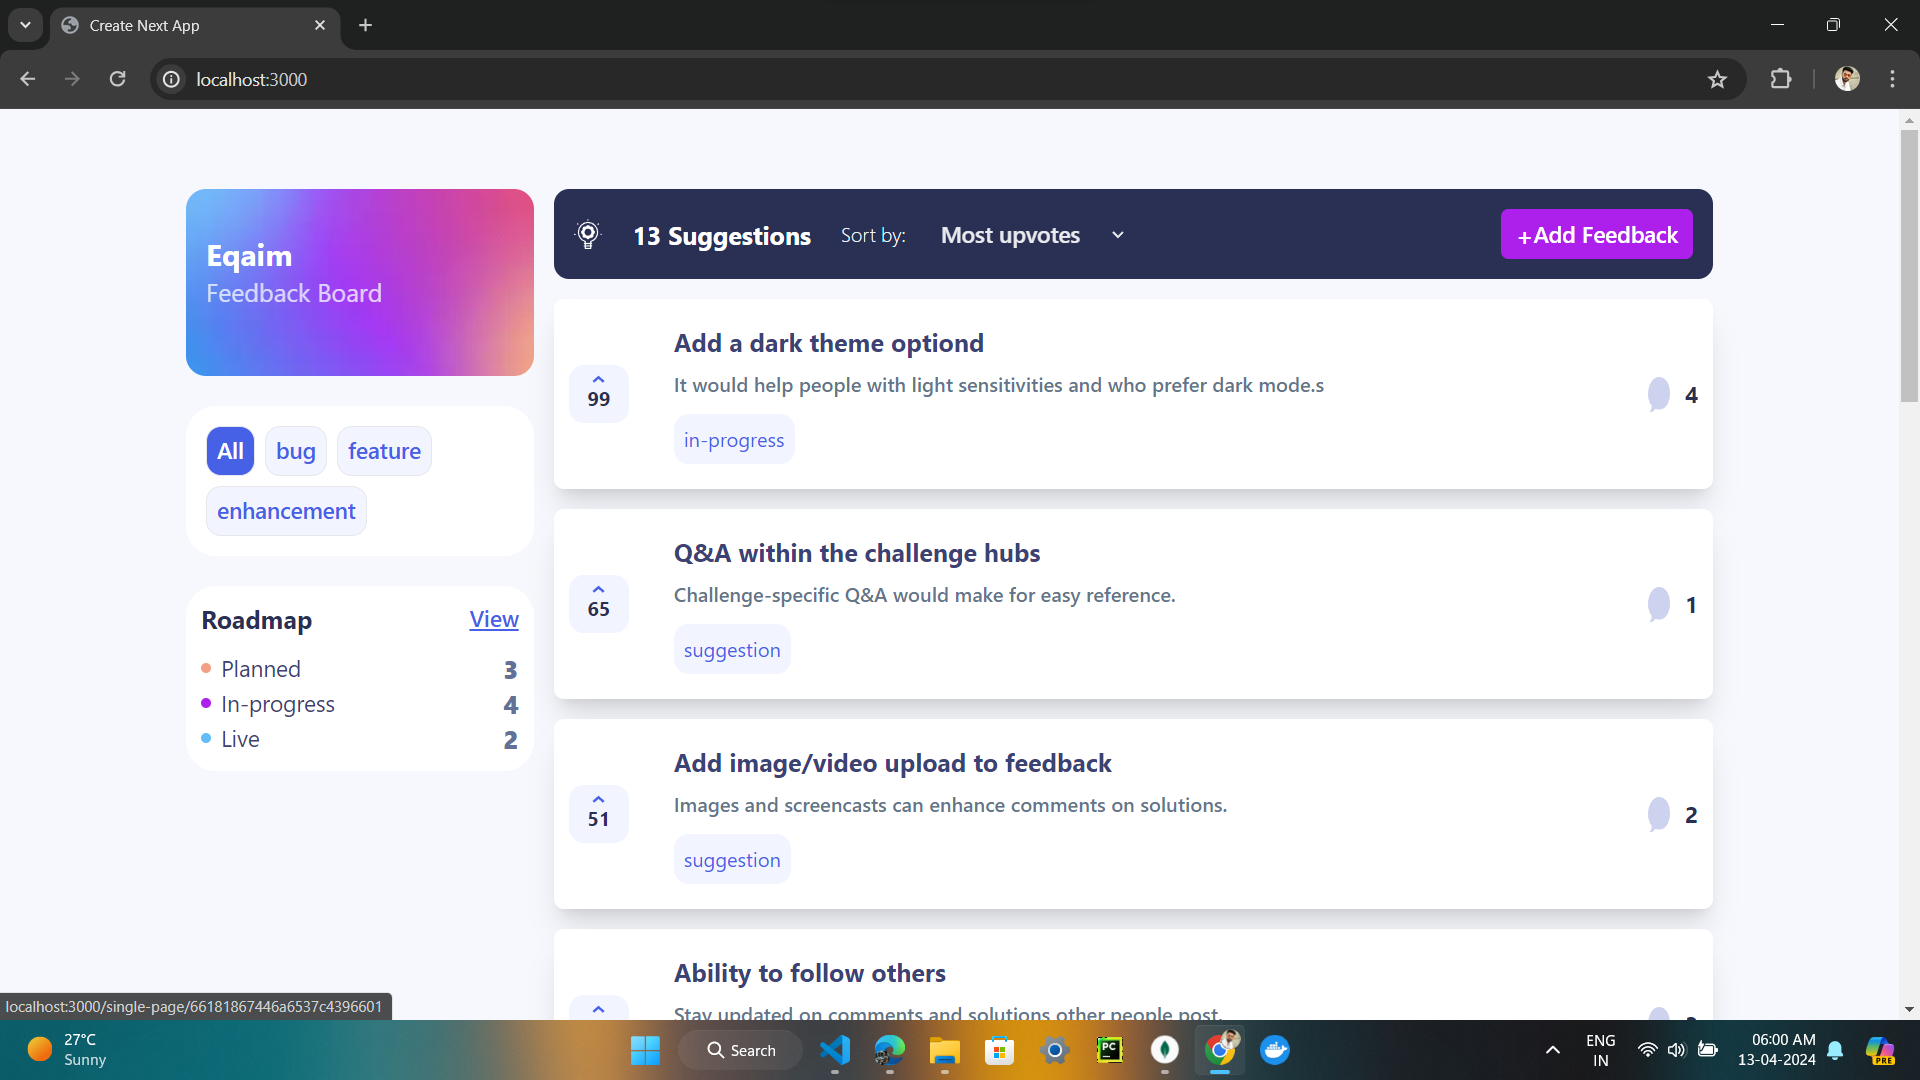 Create Next App
localhost:3000
Eqaim
Feedback Board
All bug feature
enhancement
Roadmap View
Planned 3
In-progress 4
Live 2
13 Suggestions Sort by: Most upvotes +Add Feedback
Add a dark theme optiond
It would help people with light sensitivities and who prefer dark mode.s
99
in-progress
4
Q&A within the challenge hubs
Challenge-specific Q&A would make for easy reference.
65
suggestion
1
Add image/video upload to feedback
Images and screencasts can enhance comments on solutions.
51
suggestion
2
Ability to follow others
Stay updated on comments and solutions other people post.
localhost:3000/single-page/66181867446a6537c4396601
27°C
Sunny
Search
PC
ENG
IN
06:00 AM
13-04-2024
PRE